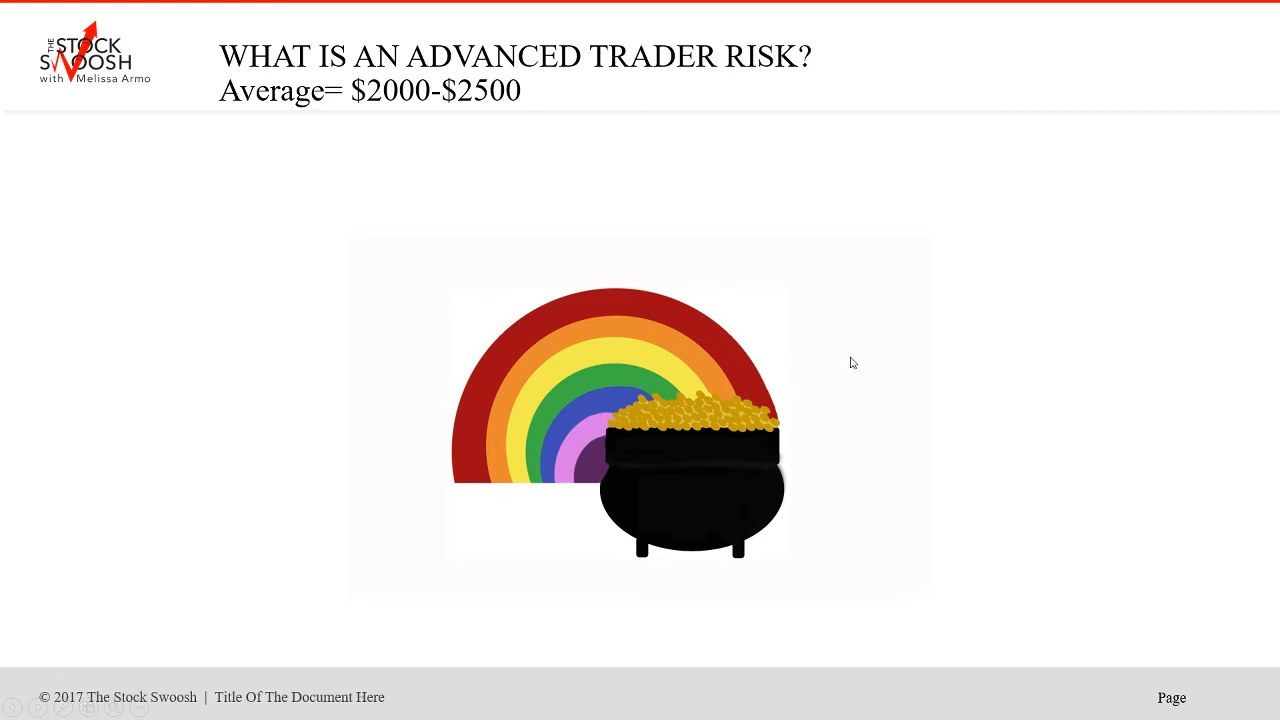 THE STOCK
SWOOSH
with Melissa Armo
WHAT IS AN ADVANCED TRADER RISK?
Average= $2000-$2500
© 2017 The Stock Swoosh | Title Of The Document Here
Page